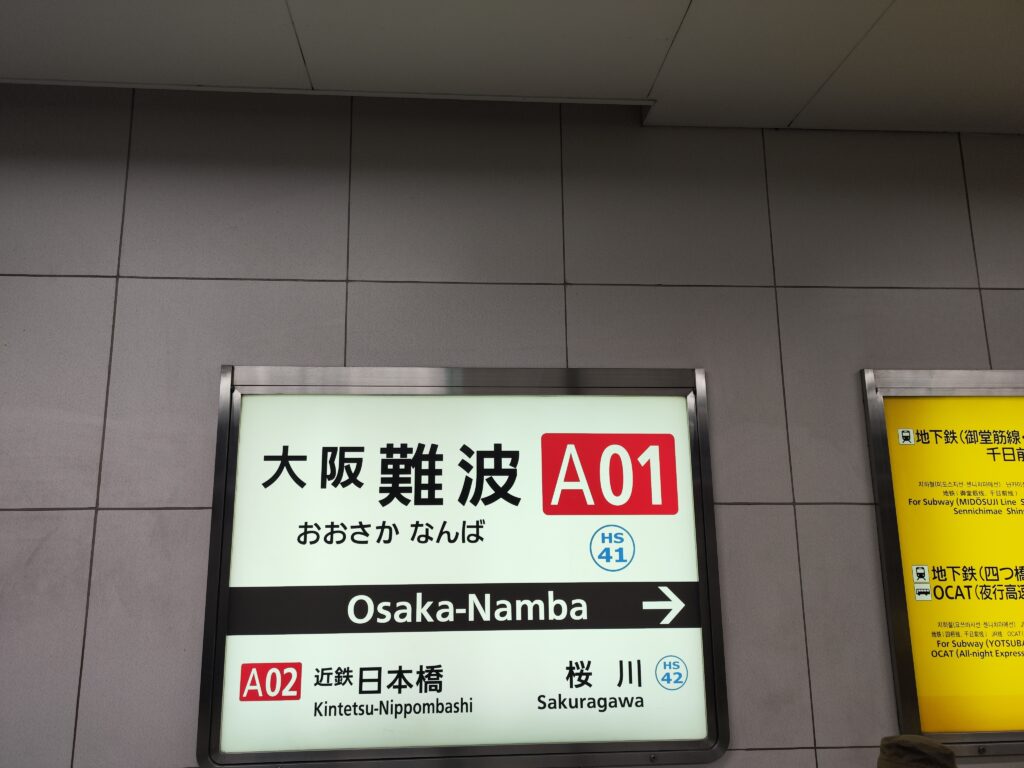 大阪難波 A01
おおさか なんば
HS
41
Osaka-Namba →
A02 近鉄日本橋
Kintetsu-Nippombashi
桜川
Sakuragawa
HS
42
地下鉄(御堂筋線・
千日前
For Subway (MIDŌSUJI Line
Sennichimae
地下鉄(四つ橋
OCAT(夜行高速
For Subway (YOTSUBA
OCAT (All-night Express